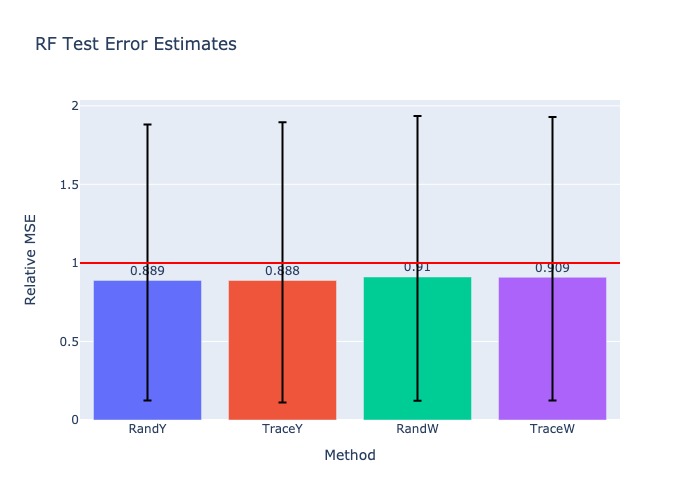 RF Test Error Estimates
Relative MSE
2
1.5
1
0.5
0
0.889
0.888
0.91
0.909
RandY
TraceY
RandW
TraceW
Method